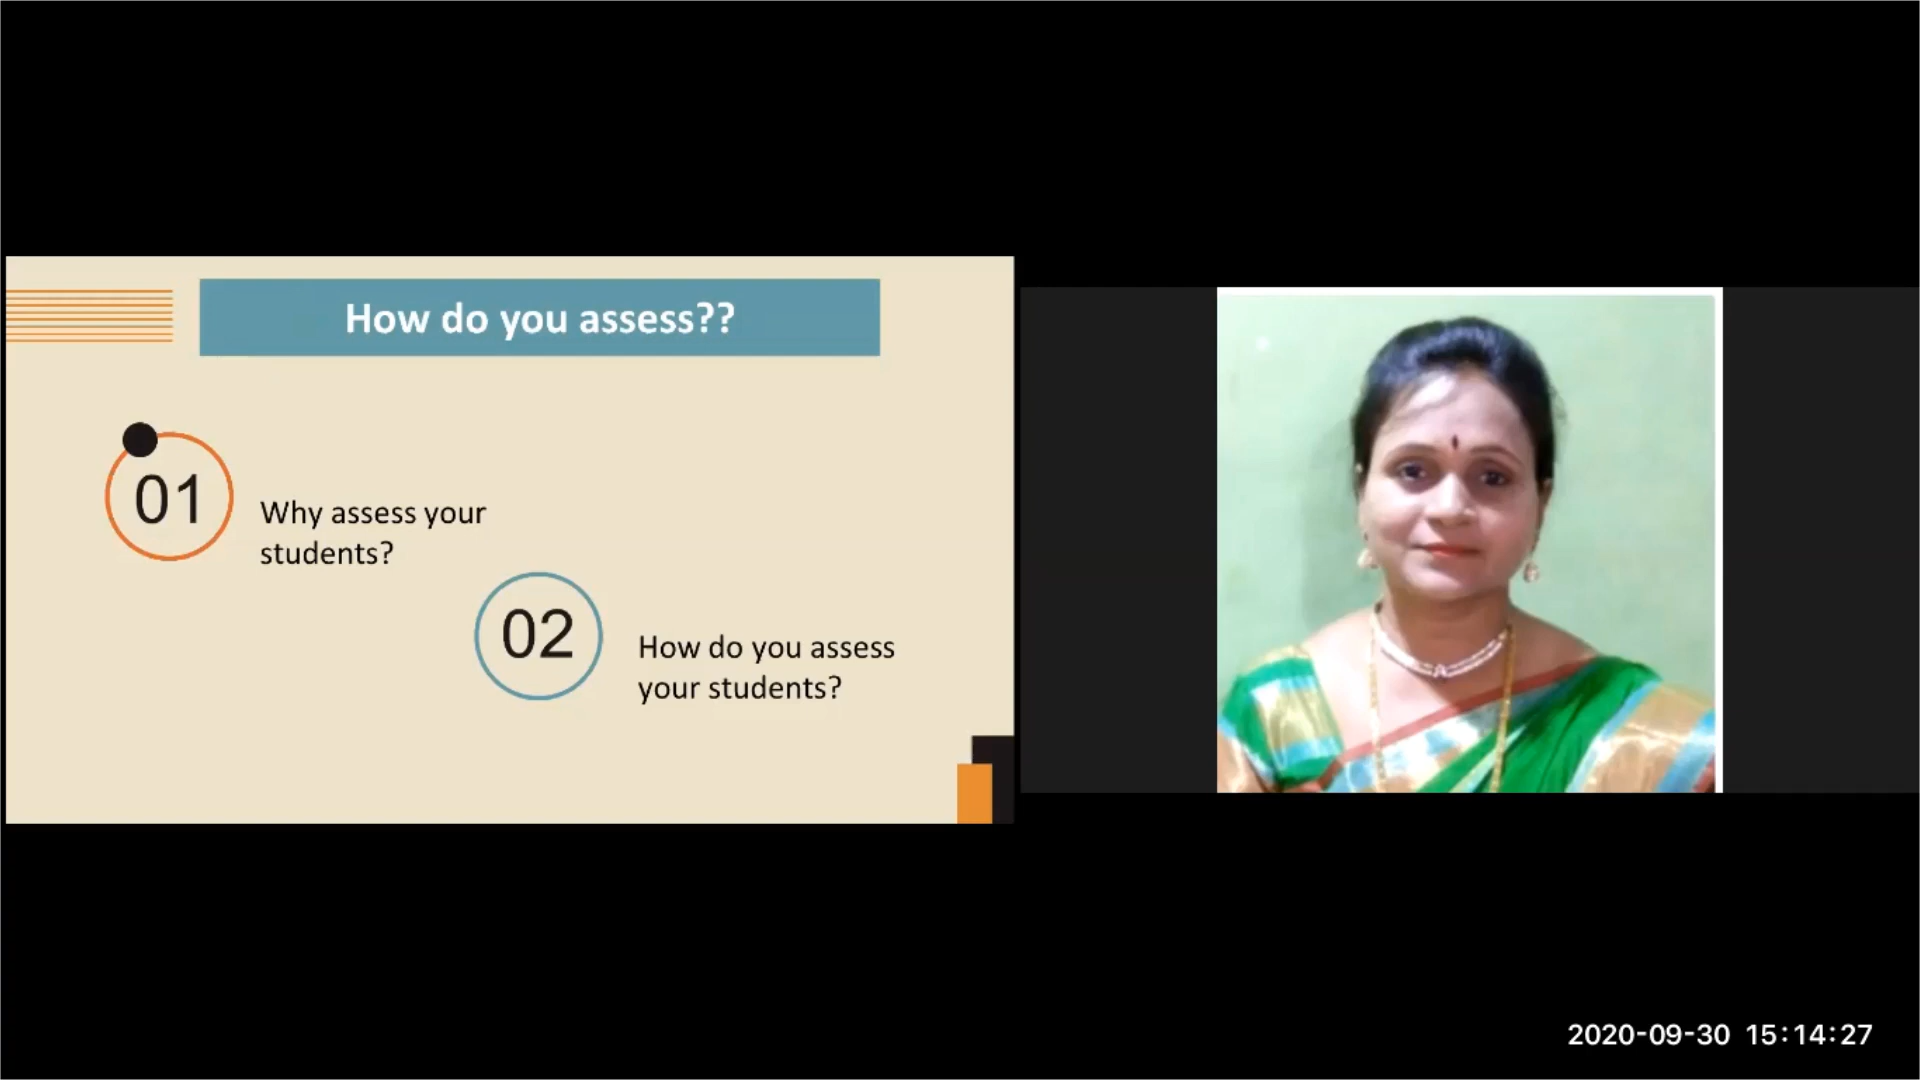 How do you assess??
01
Why assess your
students?
02
How do you assess
your students?
2020-09-30 15:14:27